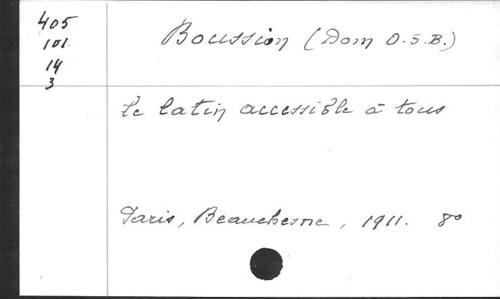 405
101
14
3
Boussion (Dom O.S.B.)
Le latin accessible à tous
Paris, Beauchesne, 1911. 8°